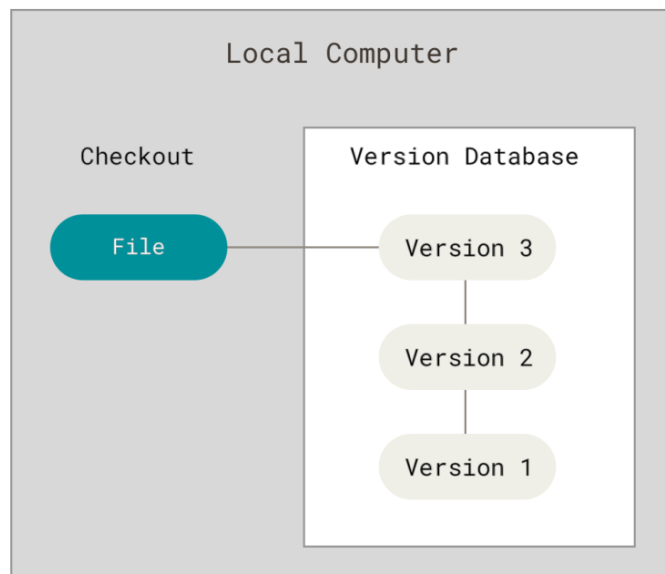 Local Computer
Checkout
Version Database
File
Version 3
Version 2
Version 1